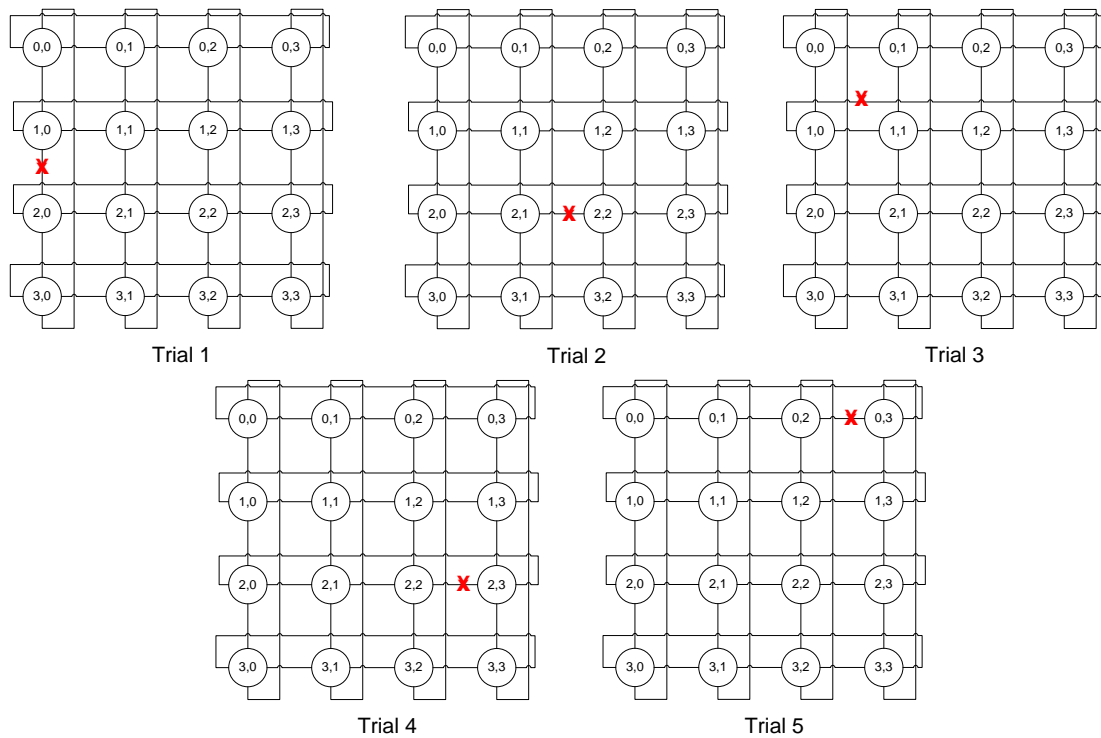 0,0 0,1 0,2 0,3
1,0 1,1 1,2 1,3
X
2,0 2,1 2,2 2,3
3,0 3,1 3,2 3,3
Trial 1
0,0 0,1 0,2 0,3
1,0 1,1 1,2 1,3
2,0 2,1 X 2,2 2,3
3,0 3,1 3,2 3,3
Trial 2
0,0 0,1 0,2 0,3
X
1,0 1,1 1,2 1,3
2,0 2,1 2,2 2,3
3,0 3,1 3,2 3,3
Trial 3
0,0 0,1 0,2 0,3
1,0 1,1 1,2 1,3
2,0 2,1 2,2 X 2,3
3,0 3,1 3,2 3,3
Trial 4
0,0 0,1 0,2 X 0,3
1,0 1,1 1,2 1,3
2,0 2,1 2,2 2,3
3,0 3,1 3,2 3,3
Trial 5